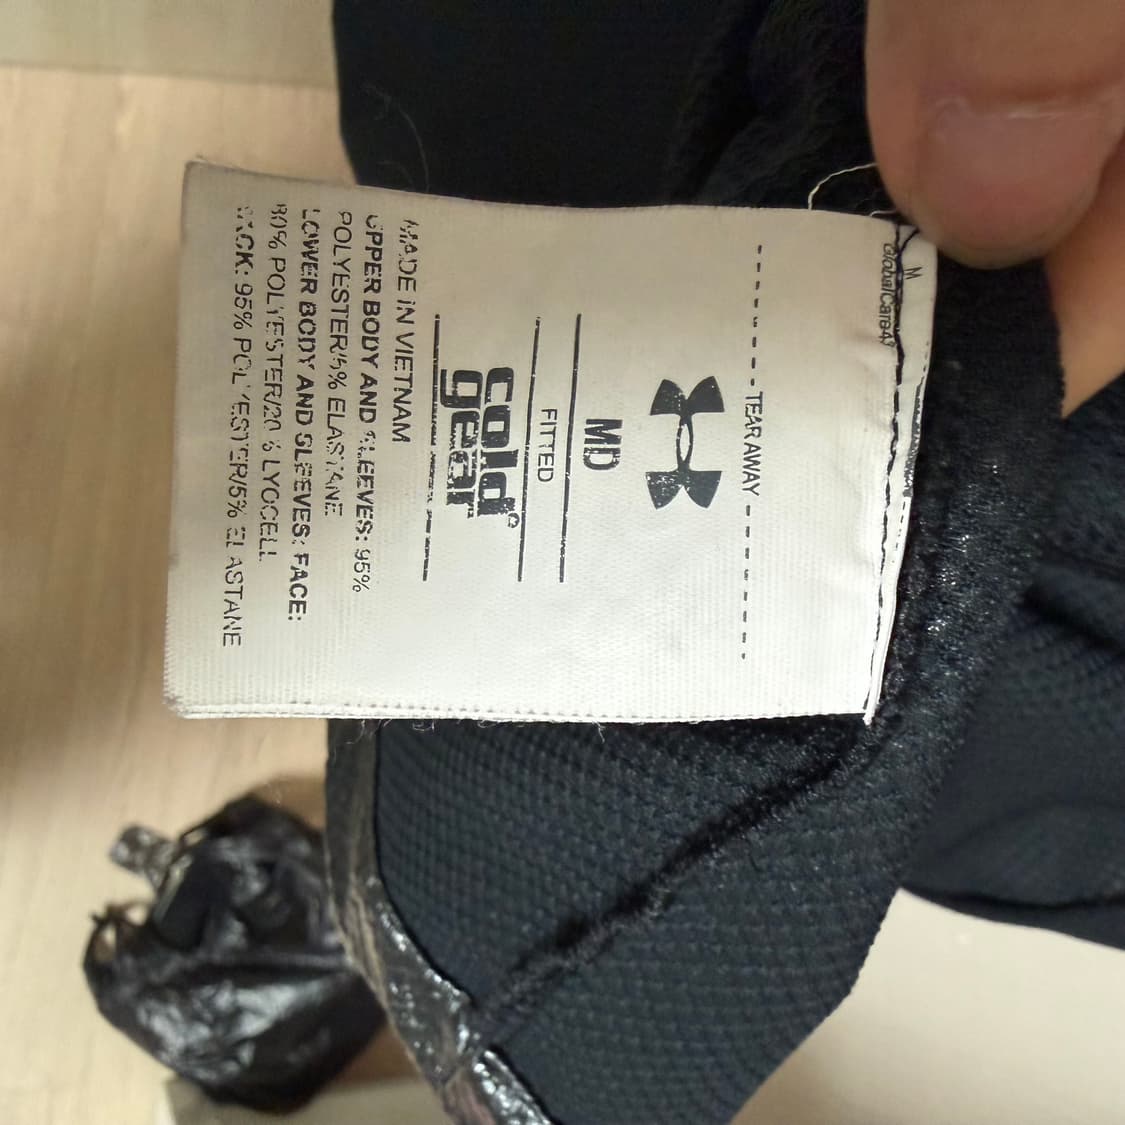 M
GlobalCare4?
TEAR AWAY
MD
FITTED
cold
gear®
MADE IN VIETNAM
UPPER BODY AND SLEEVES: 95%
POLYESTER/5% ELASTANE
LOWER BODY AND SLEEVES: FACE:
80% POLYESTER/20% LYOCELL
BACK: 95% POLYESTER/5% ELASTANE